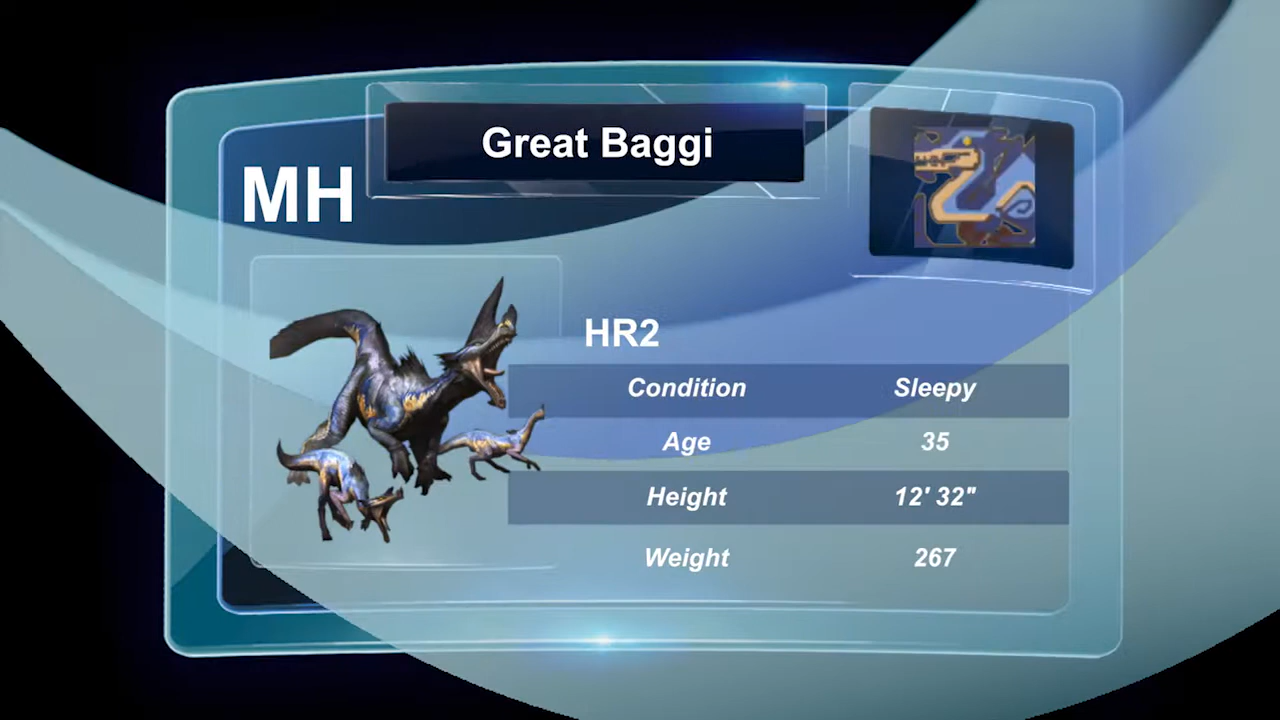 Great Baggi
MH
HR2
Condition Sleepy
Age 35
Height 12' 32"
Weight 267